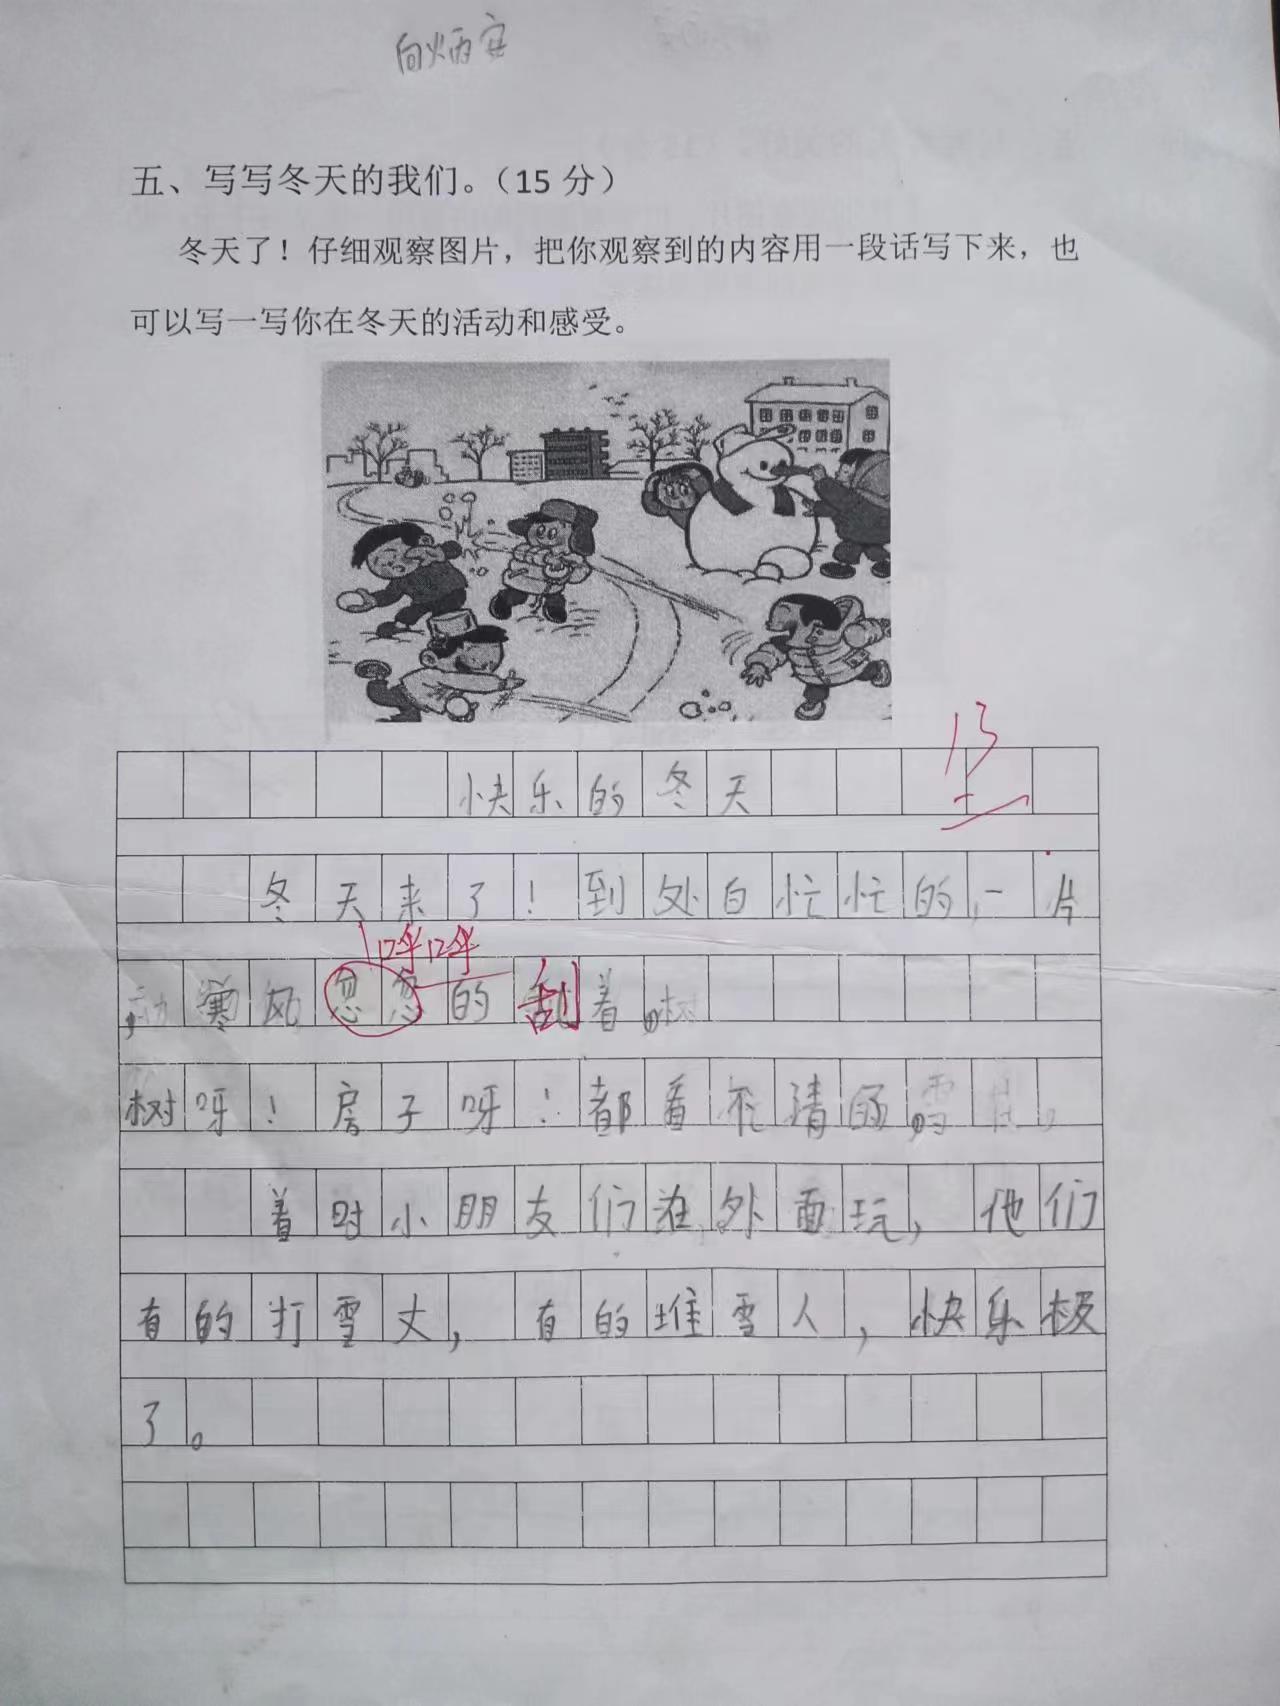 向炳安
五、写写冬天的我们。（15分）
冬天了！仔细观察图片，把你观察到的内容用一段话写下来，也
可以写一写你在冬天的活动和感受。
13
快乐的冬天
冬天来了！到处白忙忙的，一片
呼呼
，寒风忽忽的刮着，树
树呀！房子呀！都看不清
着时小朋友们在外面玩，他们
有的打雪丈，有的堆雪人，快乐极
了。